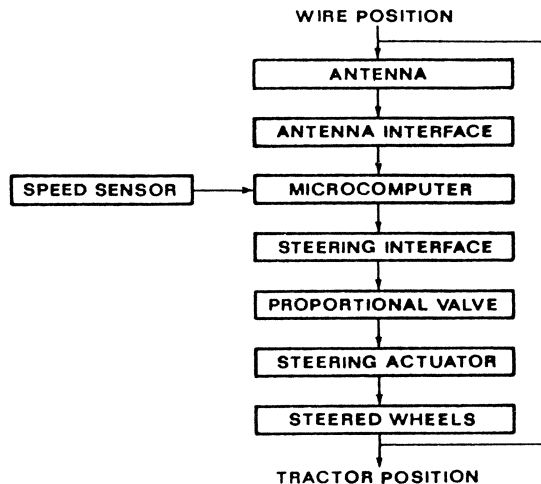 WIRE POSITION
ANTENNA
ANTENNA INTERFACE
SPEED SENSOR
MICROCOMPUTER
STEERING INTERFACE
PROPORTIONAL VALVE
STEERING ACTUATOR
STEERED WHEELS
TRACTOR POSITION